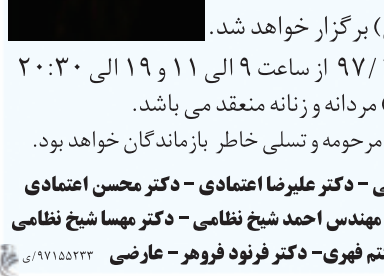 ) برگزار خواهد شد.
/ ۹۷ از ساعت ۹ الی ۱۱ و ۱۹ الی ۲۰:۳۰
مردانه و زنانه منعقد می باشد.
مرحومه و تسلی خاطر بازماندگان خواهد بود.
ی - دکتر علیرضا اعتمادی - دکتر محسن اعتمادی
مهندس احمد شیخ نظامی - دکتر مهسا شیخ نظامی
فهری- دکتر فرنود فروهر - عارضی
۹۷۱۵۵۲۳۳/ی